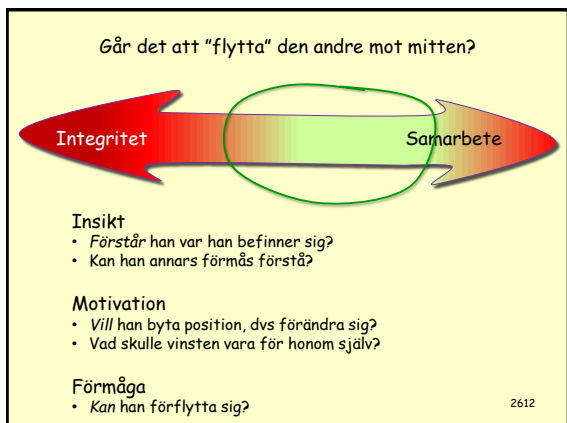 Går det att ”flytta” den andre mot mitten?
Integritet
Samarbete
Insikt
• Förstår han var han befinner sig?
• Kan han annars förmås förstå?
Motivation
• Vill han byta position, dvs förändra sig?
• Vad skulle vinsten vara för honom själv?
Förmåga
• Kan han förflytta sig?
2612